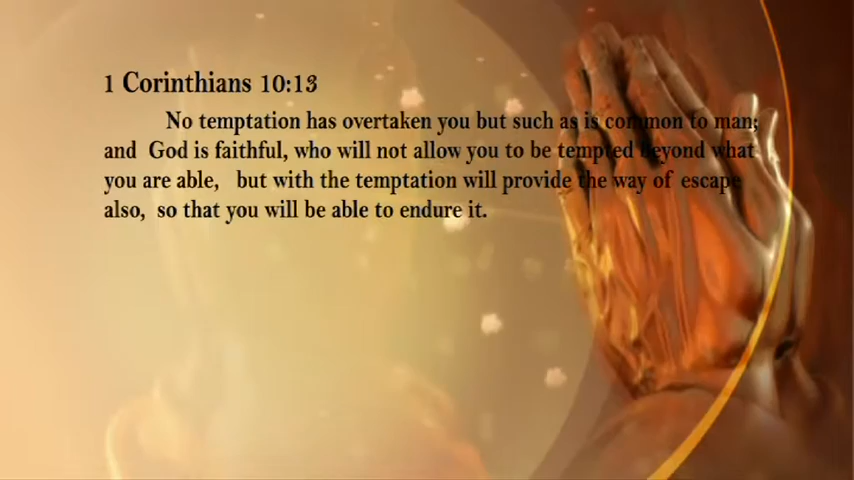 1 Corinthians 10:13
No temptation has overtaken you but such as is common to man;
and God is faithful, who will not allow you to be tempted beyond what
you are able, but with the temptation will provide the way of escape
also, so that you will be able to endure it.